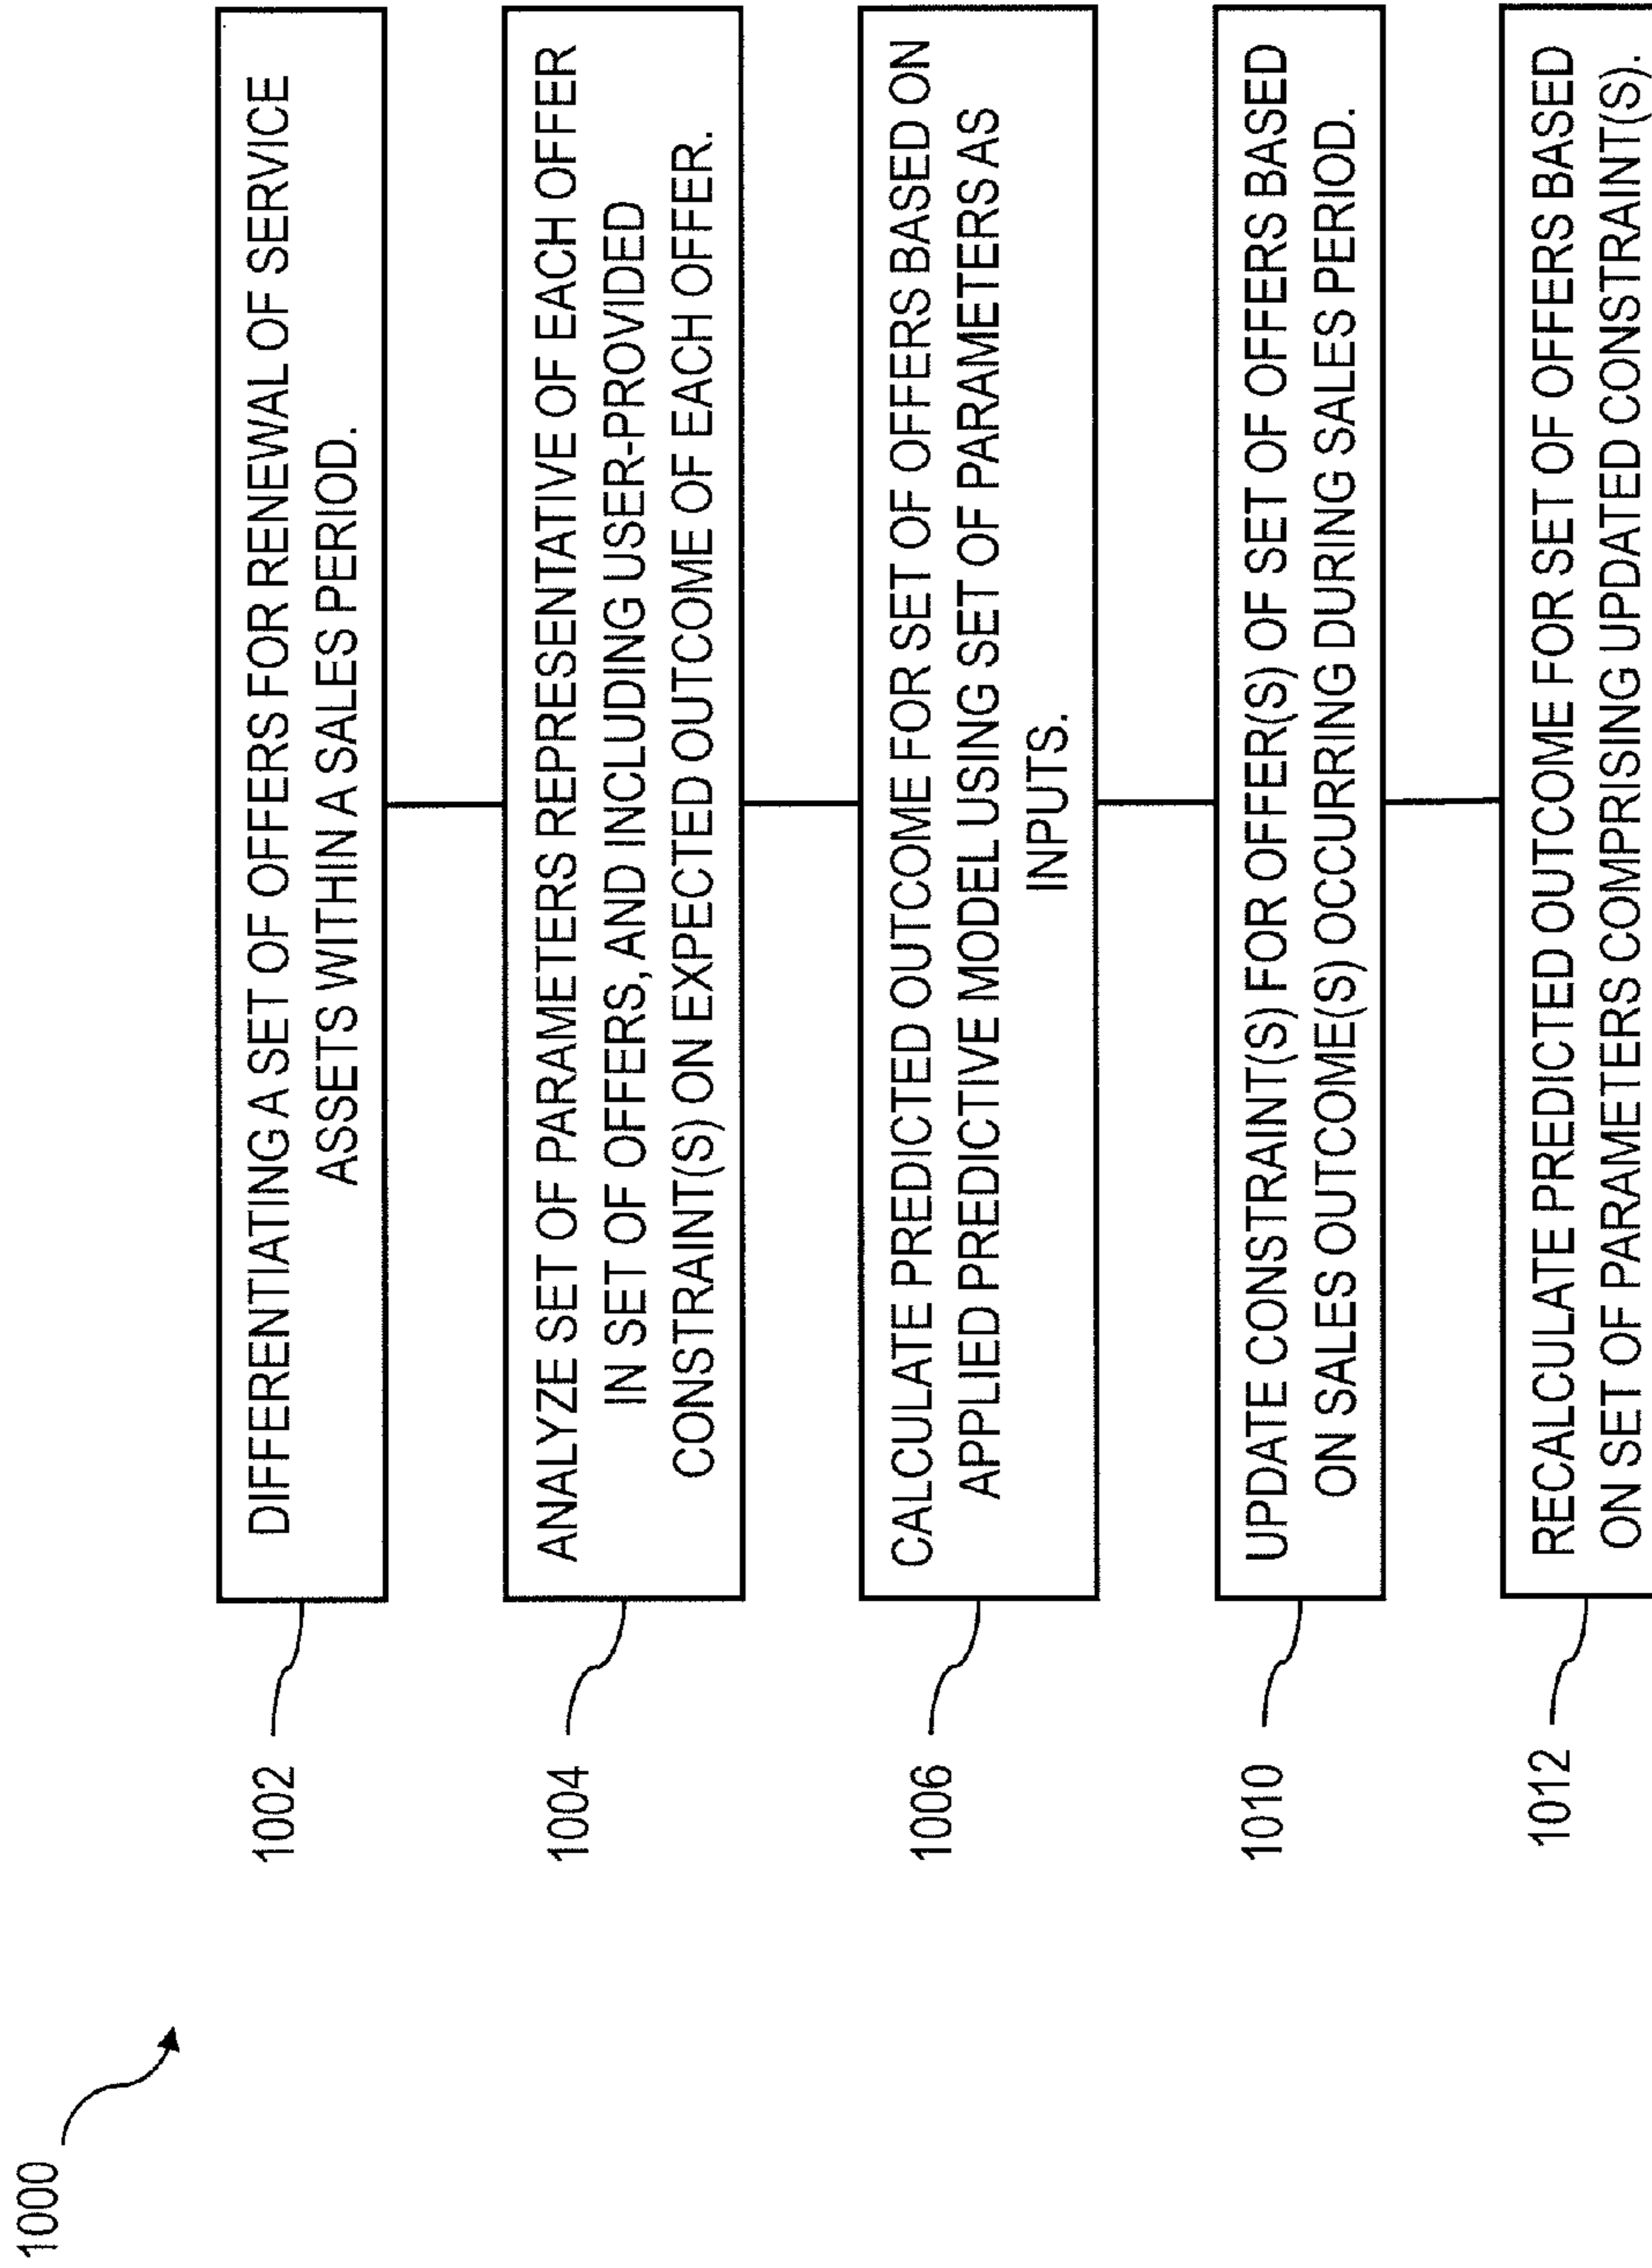 1000
1002
DIFFERENTIATING A SET OF OFFERS FOR RENEWAL OF SERVICE
ASSETS WITHIN A SALES PERIOD.
1004
ANALYZE SET OF PARAMETERS REPRESENTATIVE OF EACH OFFER
IN SET OF OFFERS, AND INCLUDING USER-PROVIDED
CONSTRAINT(S) ON EXPECTED OUTCOME OF EACH OFFER.
1006
CALCULATE PREDICTED OUTCOME FOR SET OF OFFERS BASED ON
APPLIED PREDICTIVE MODEL USING SET OF PARAMETERS AS
INPUTS.
1010
UPDATE CONSTRAINT(S) FOR OFFER(S) OF SET OF OFFERS BASED
ON SALES OUTCOME(S) OCCURRING DURING SALES PERIOD.
1012
RECALCULATE PREDICTED OUTCOME FOR SET OF OFFERS BASED
ON SET OF PARAMETERS COMPRISING UPDATED CONSTRAINT(S).